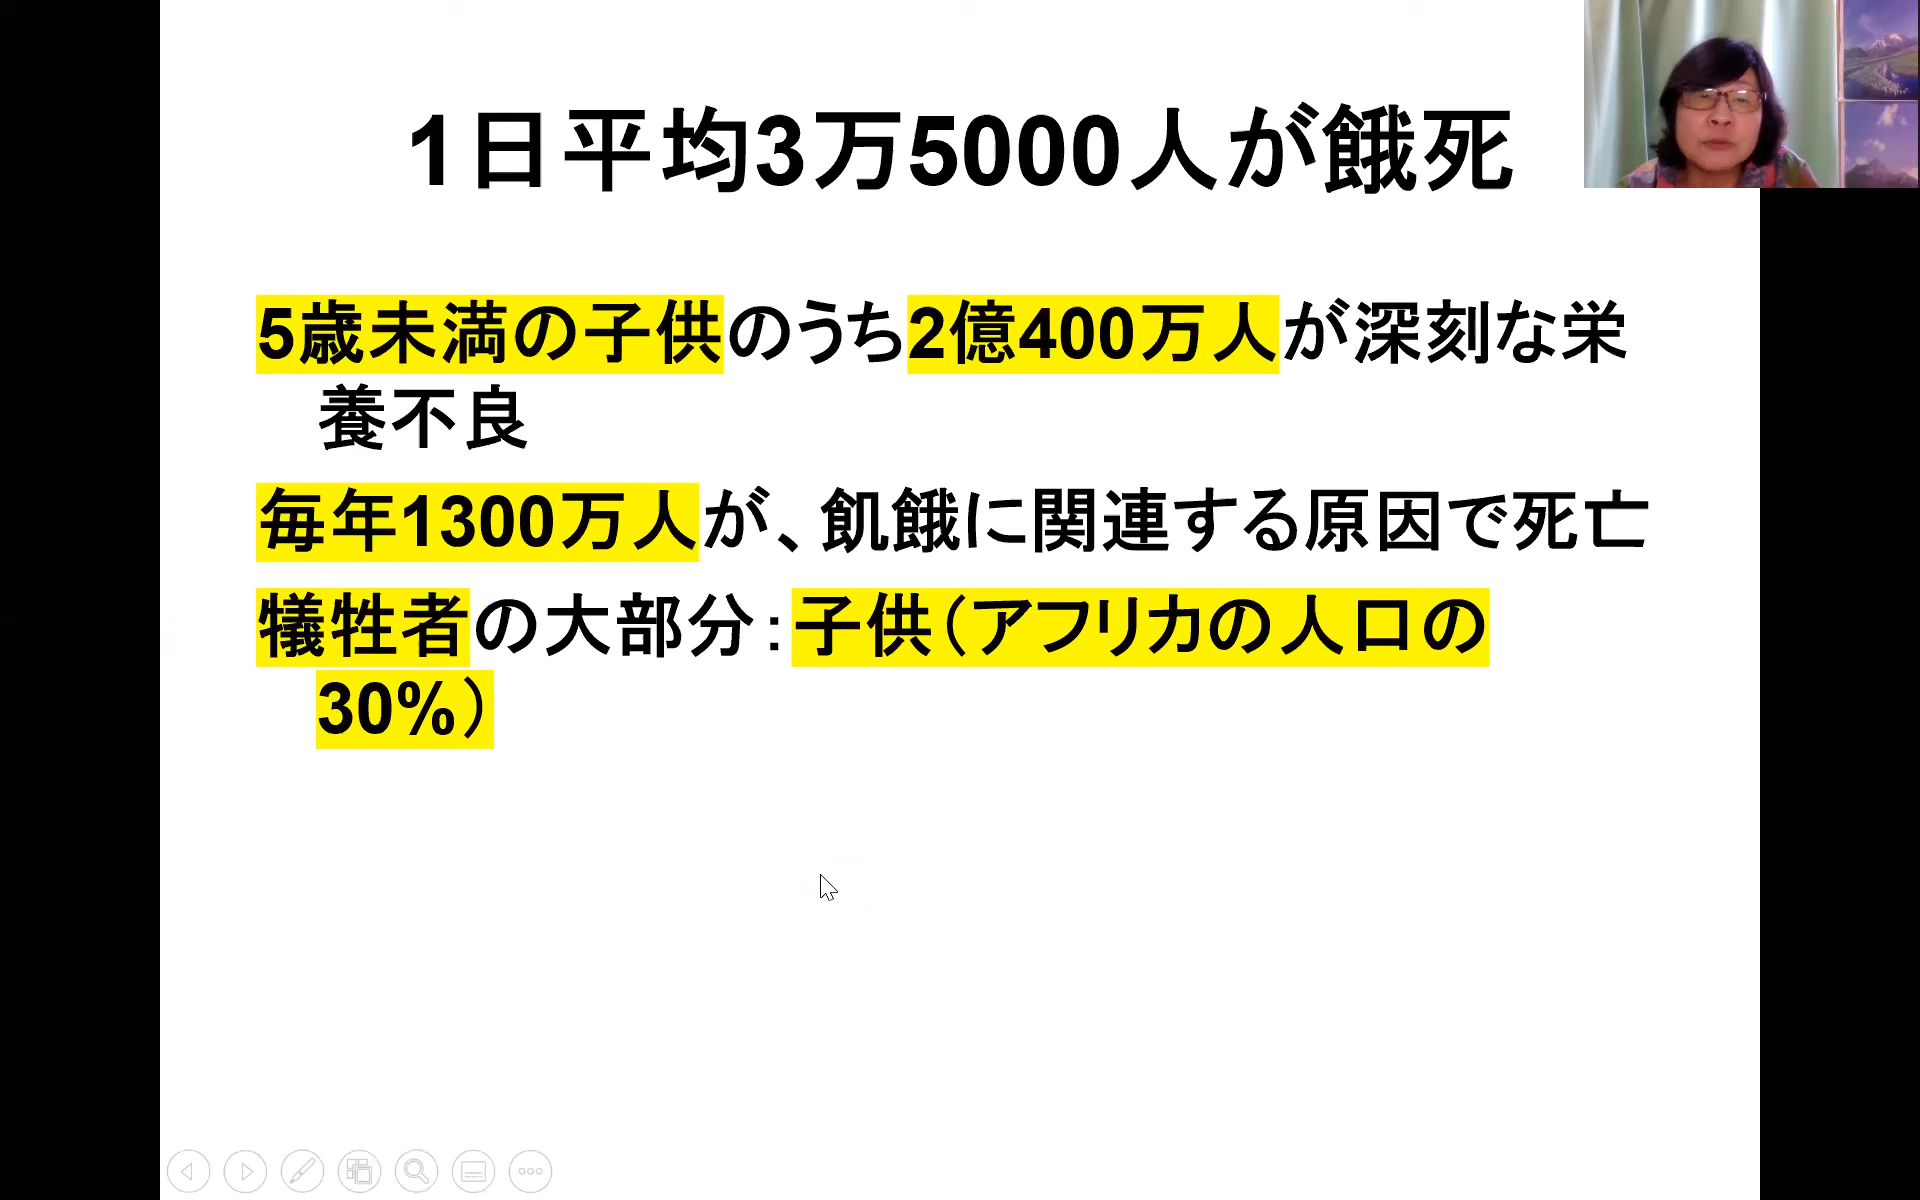 1日平均3万5000人が餓死
5歳未満の子供のうち2億400万人が深刻な栄
養不良
毎年1300万人が、飢餓に関連する原因で死亡
犠牲者の大部分：子供（アフリカの人口の
30%）